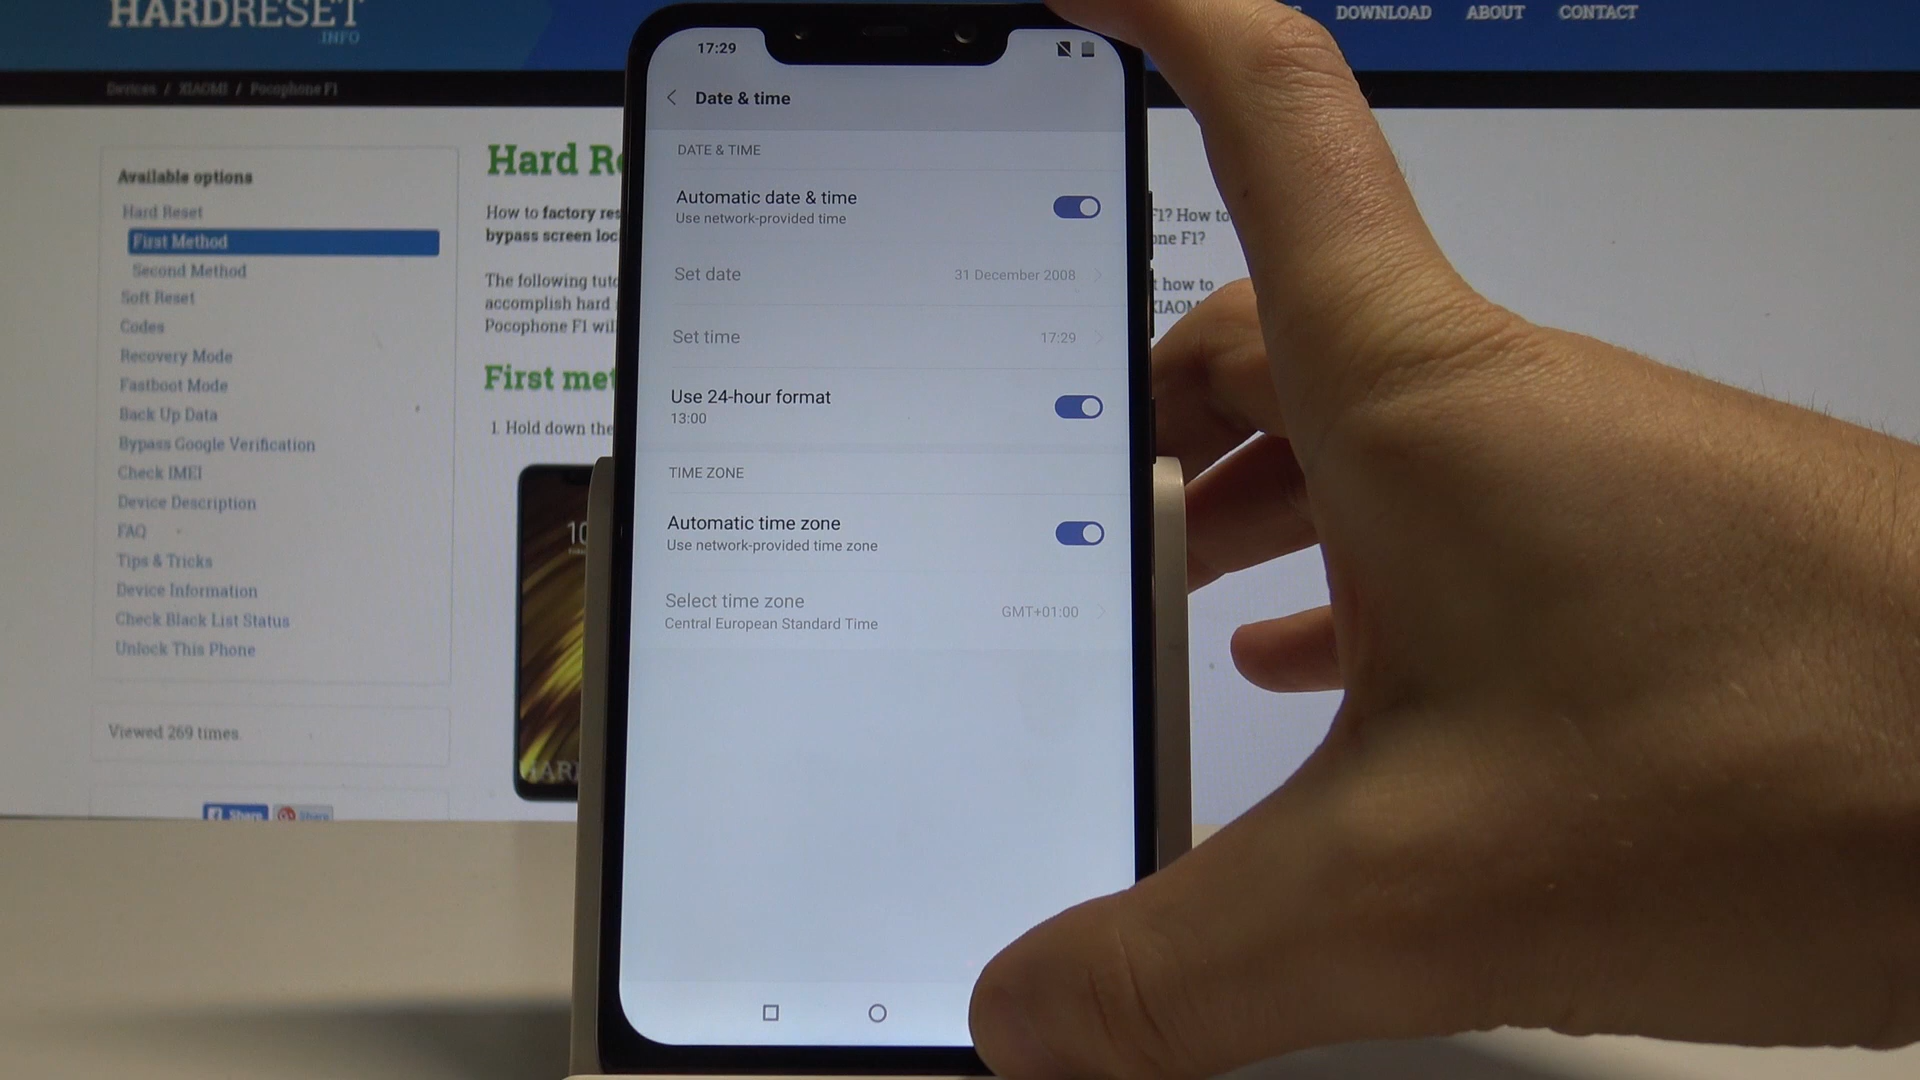 HARDRESET
.INFO
DOWNLOAD ABOUT CONTACT
Devices / XIAOMI / Pocophone F1
Available options
Hard Reset
First Method
Second Method
Soft Reset
Codes
Recovery Mode
Fastboot Mode
Back Up Data
Bypass Google Verification
Check IMEI
Device Description
FAQ
Tips & Tricks
Device Information
Check Black List Status
Unlock This Phone
Viewed 269 times.
Share
Share
Hard Re
How to factory res
bypass screen loc
The following tuto
accomplish hard
Pocophone F1 wil
First met
1. Hold down the
10
HARD
F1? How to
one F1?
t how to
XIAOM
17:29
Date & time
DATE & TIME
Automatic date & time
Use network-provided time
Set date 31 December 2008
Set time 17:29
Use 24-hour format
13:00
TIME ZONE
Automatic time zone
Use network-provided time zone
Select time zone GMT+01:00
Central European Standard Time